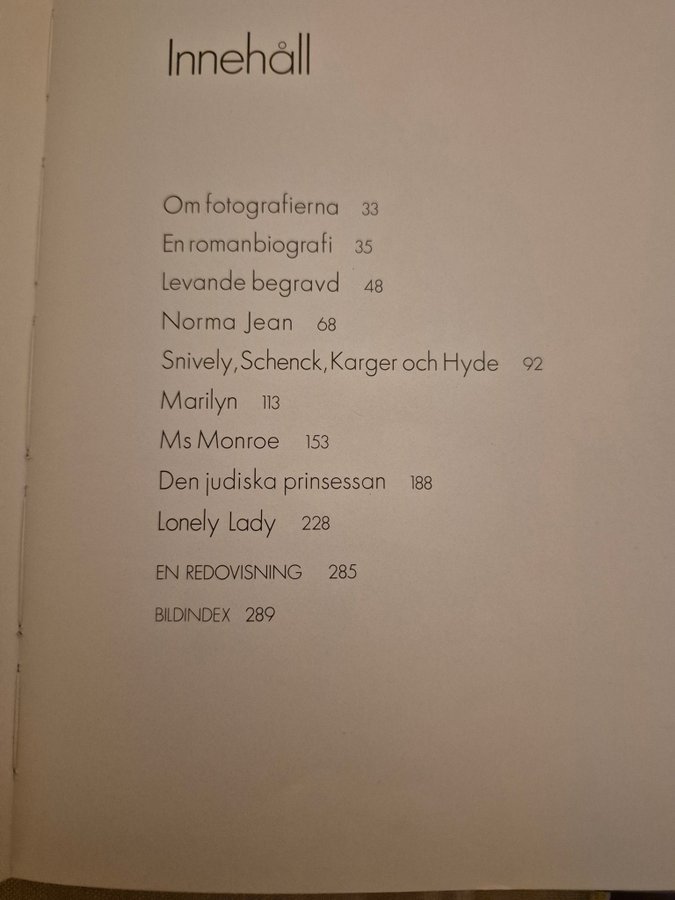 Innehåll
Om fotografierna 33
En romanbiografi 35
Levande begravd 48
Norma Jean 68
Snively, Schenck, Karger och Hyde 92
Marilyn 113
Ms Monroe 153
Den judiska prinsessan 188
Lonely Lady 228
EN REDOVISNING 285
BILDINDEX 289